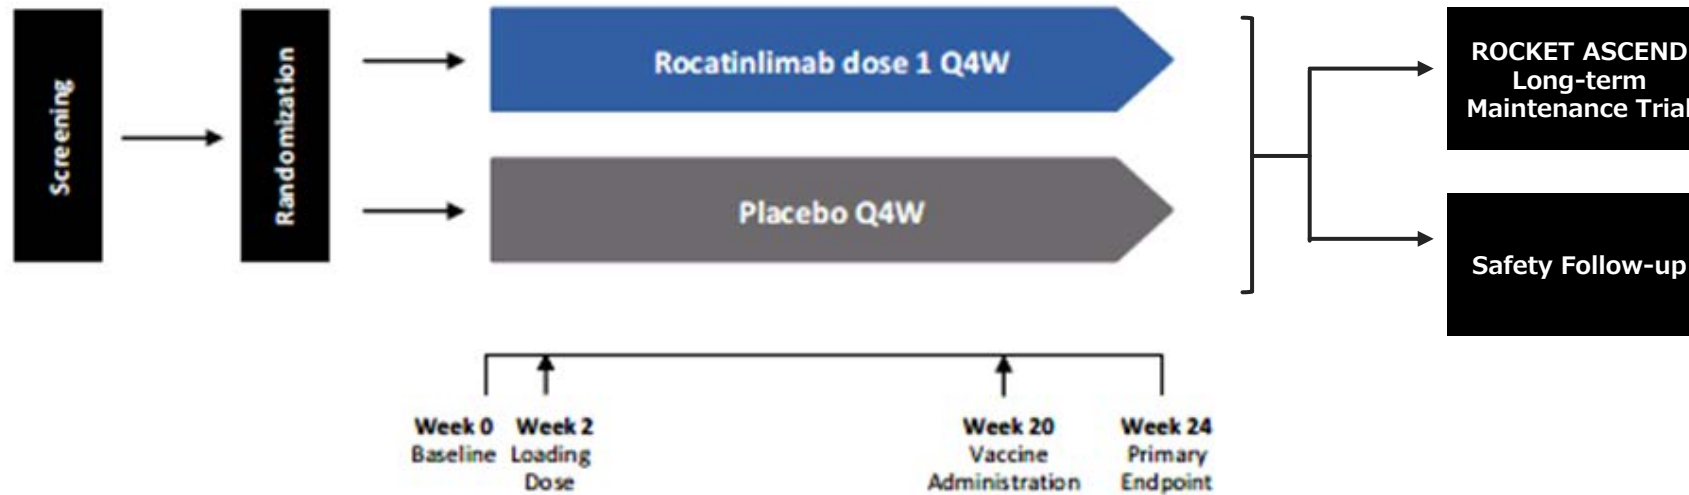 Screening
Randomization
Rocatinlimab dose 1 Q4W
Placebo Q4W
ROCKET ASCEND
Long-term
Maintenance Trial
Safety Follow-up
Week 0
Baseline
Week 2
Loading
Dose
Week 20
Vaccine
Administration
Week 24
Primary
Endpoint